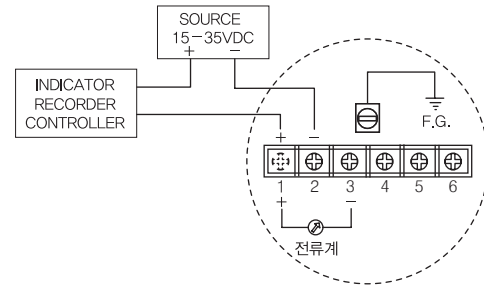 SOURCE
15-35VDC
+ −
INDICATOR
RECORDER
CONTROLLER
F.G.
+ −
1 2 3 4 5 6
+ −
전류계